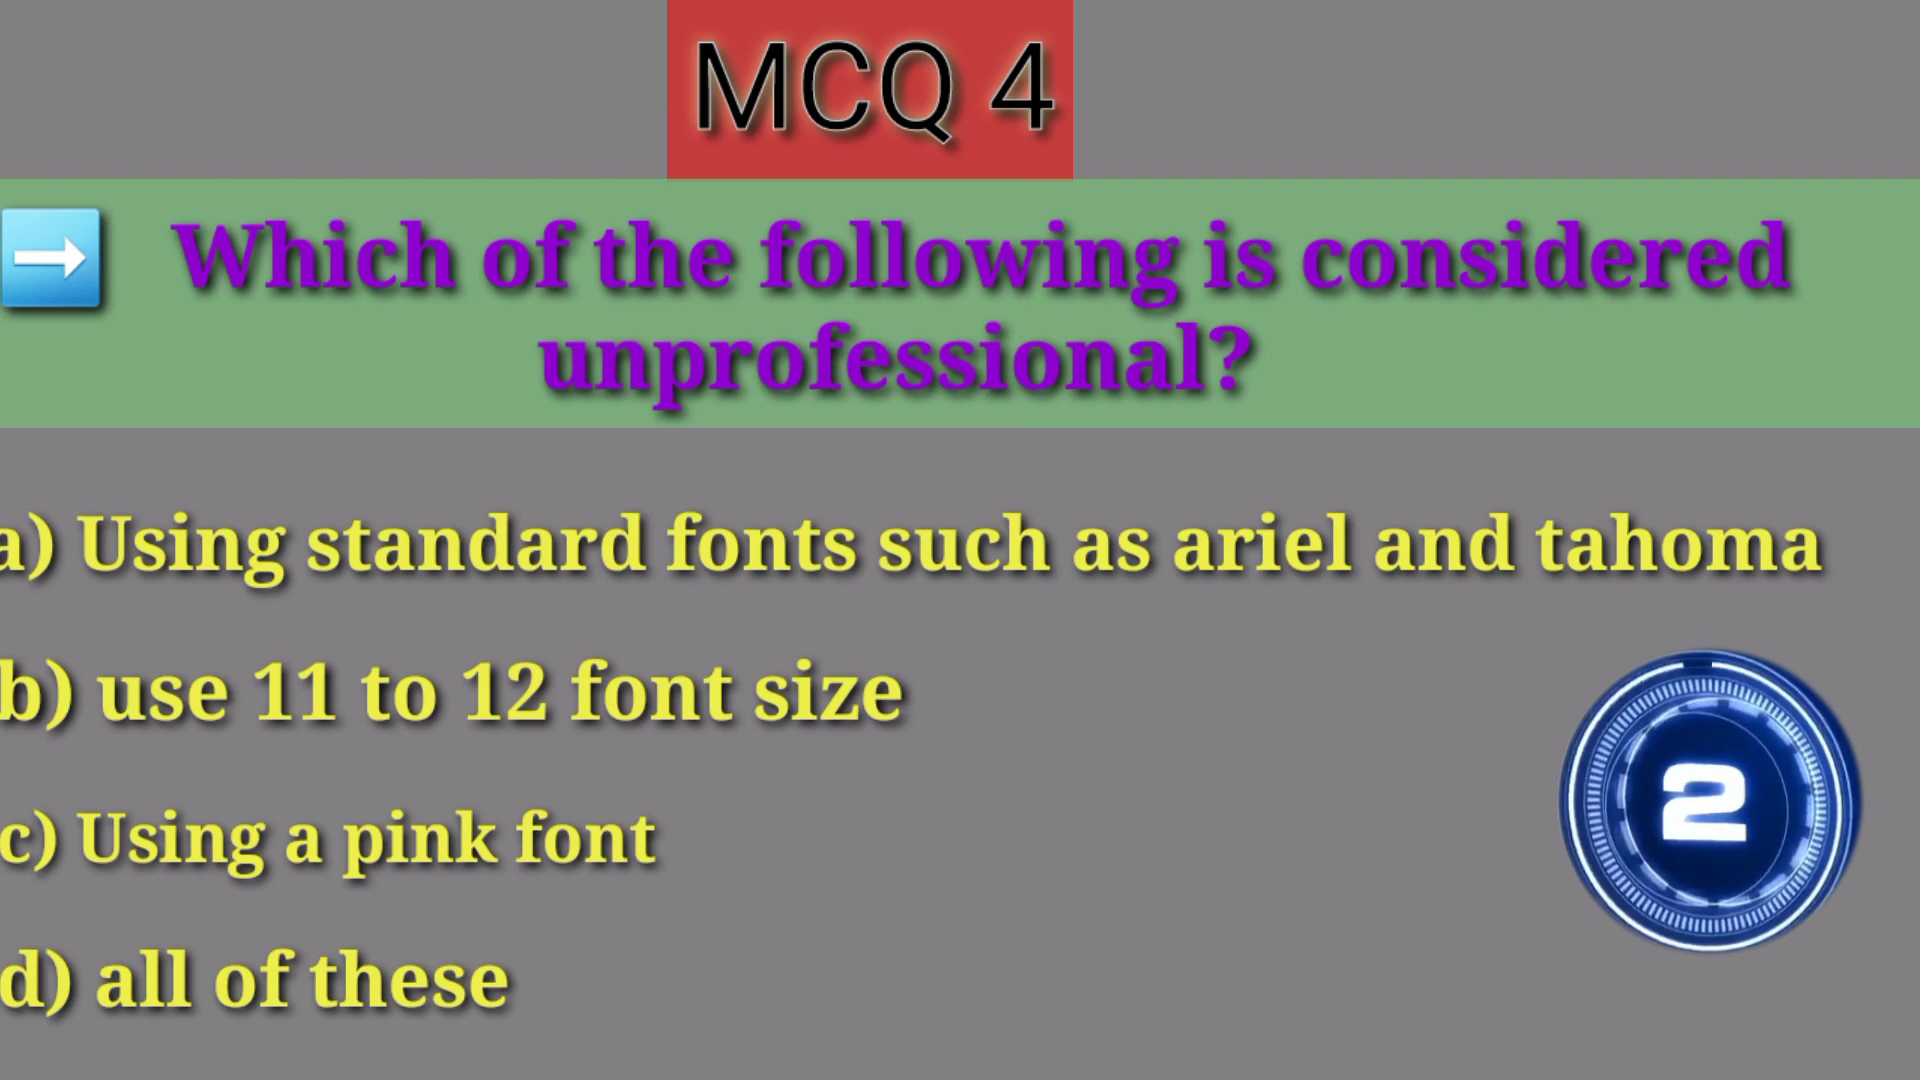 MCQ 4
➡ Which of the following is considered
unprofessional?
a) Using standard fonts such as ariel and tahoma
b) use 11 to 12 font size
c) Using a pink font
2
d) all of these